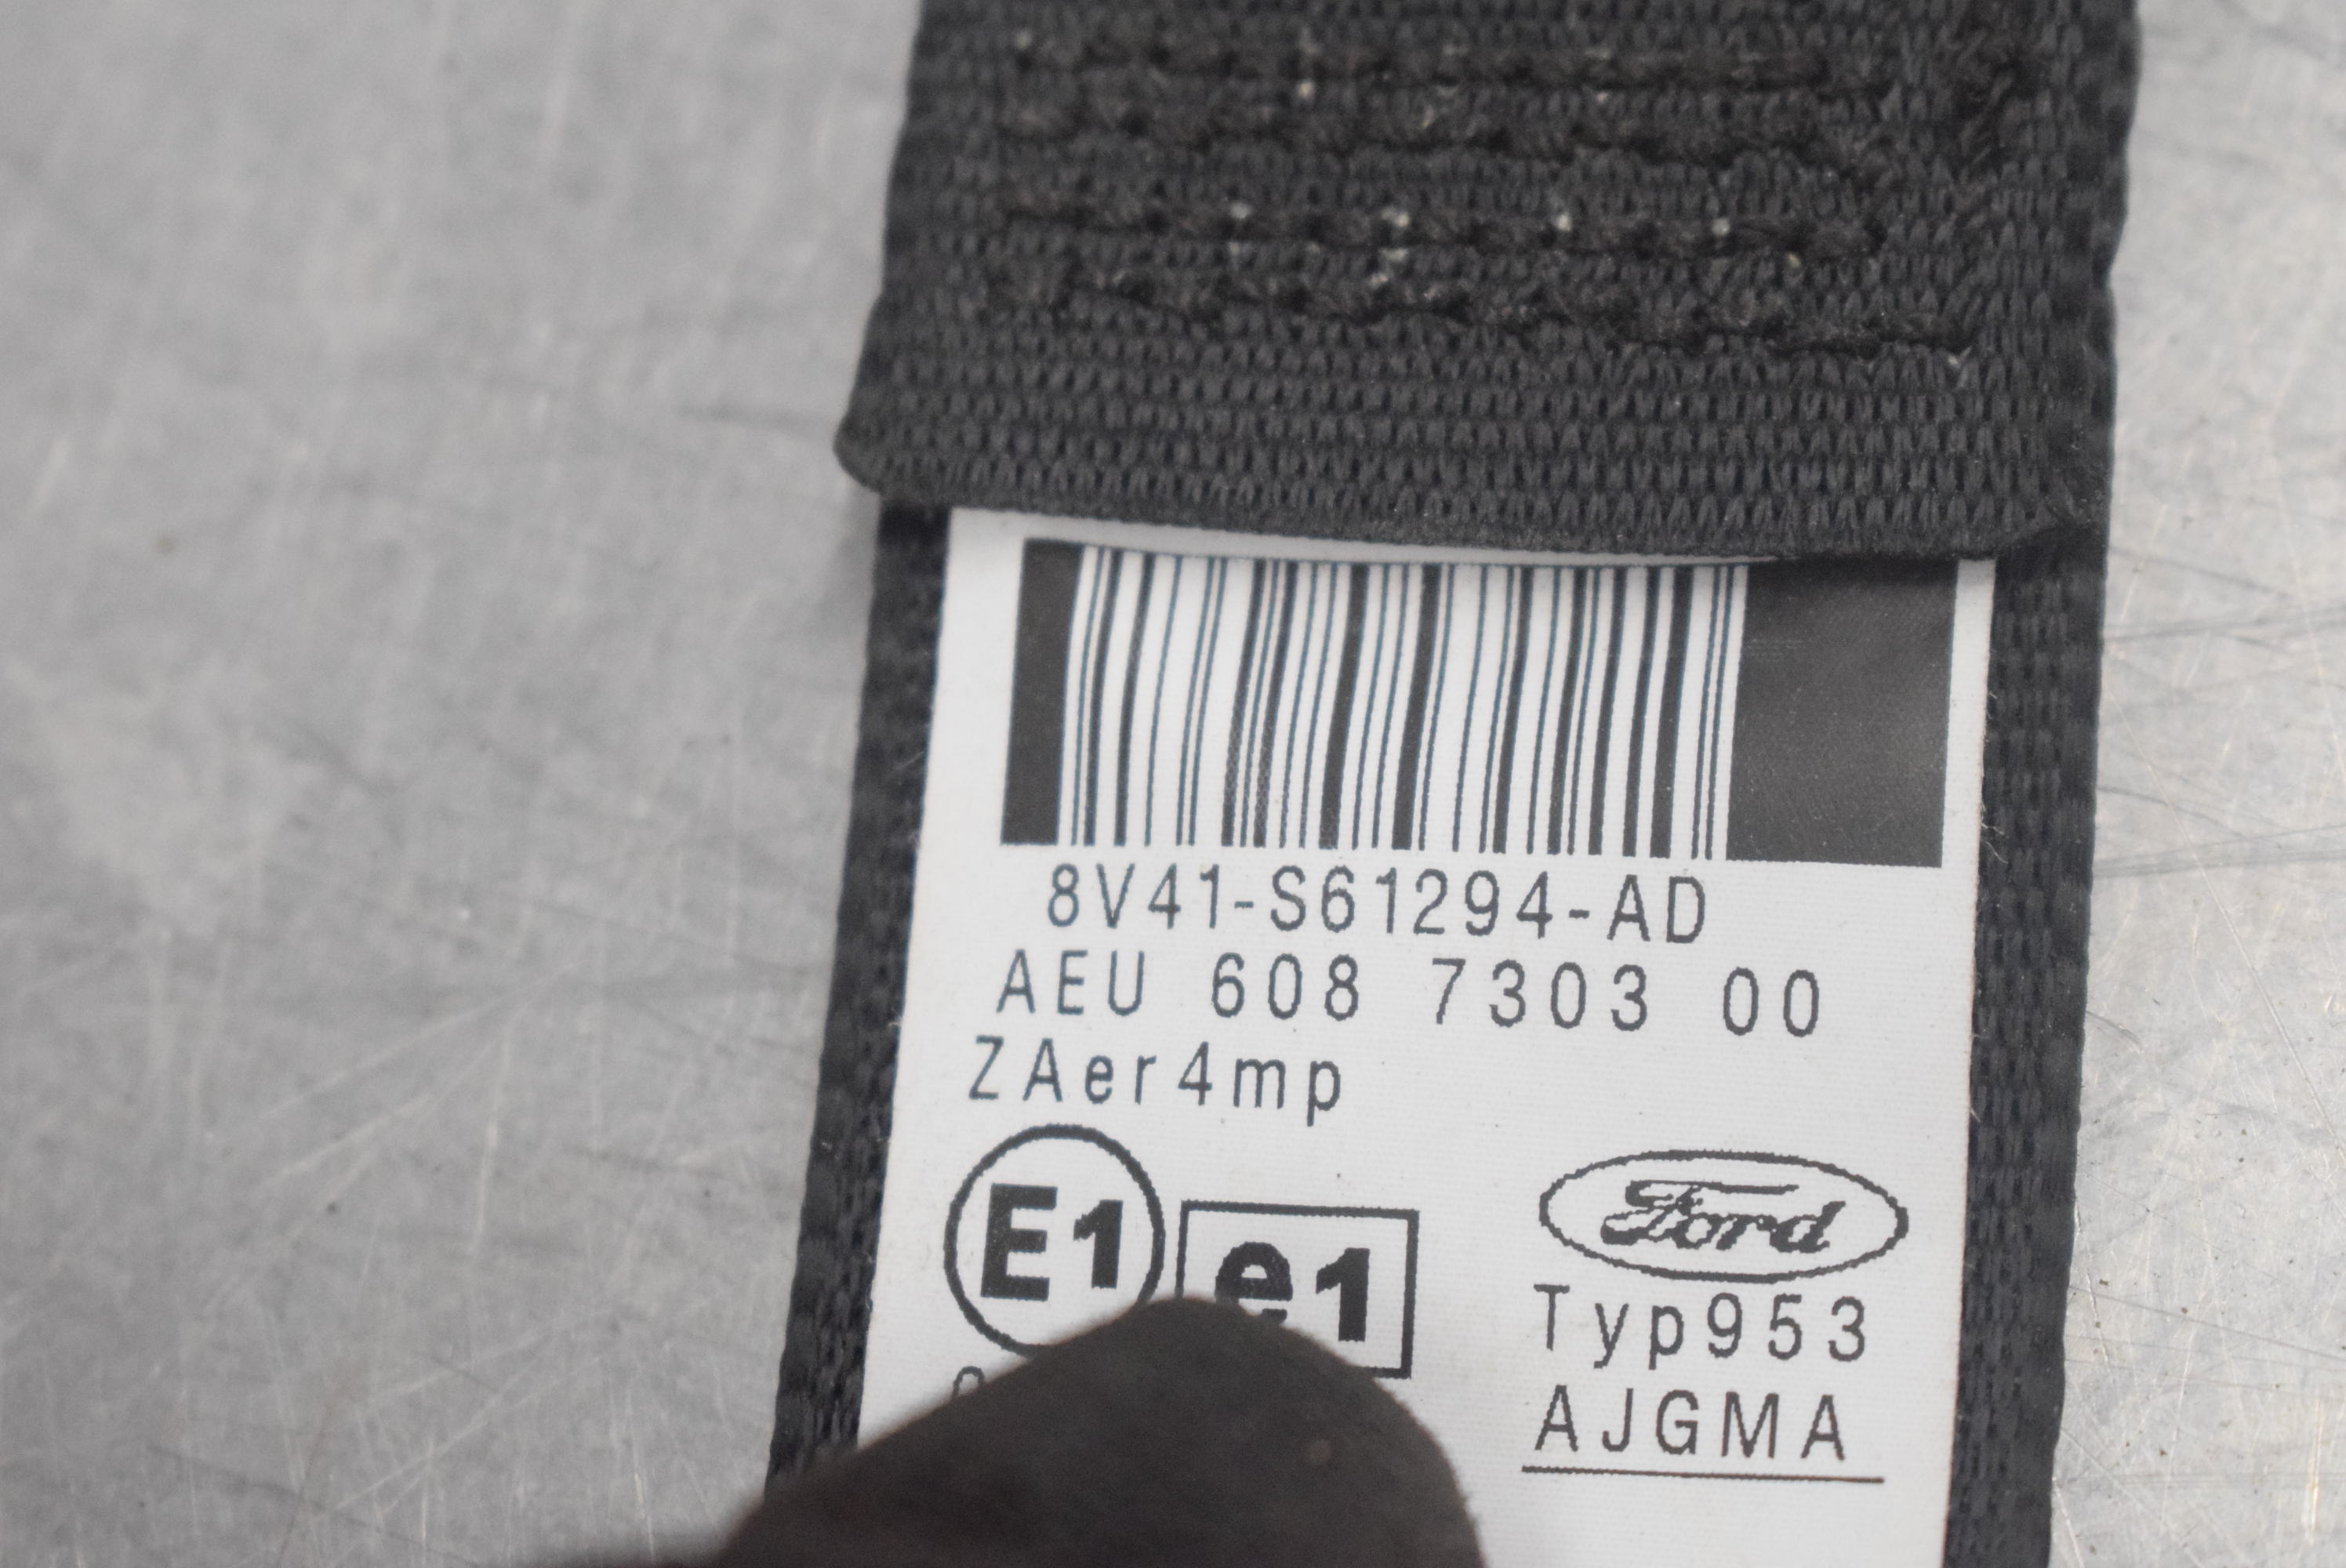 8V41-S61294-AD
AEU 608 7303 00
ZAer4mp
E1 e1 Ford
Typ953
AJGMA